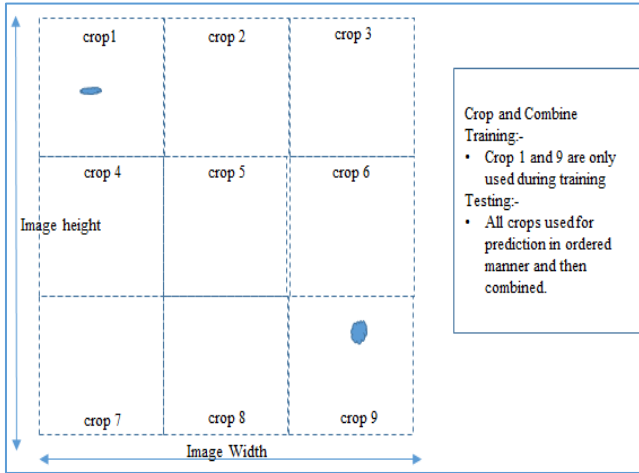 crop1
crop 2
crop 3
crop 4
crop 5
crop 6
Image height
crop 7
crop 8
crop 9
Image Width
Crop and Combine
Training:-
• Crop 1 and 9 are only
used during training
Testing:-
• All crops used for
prediction in ordered
manner and then
combined.